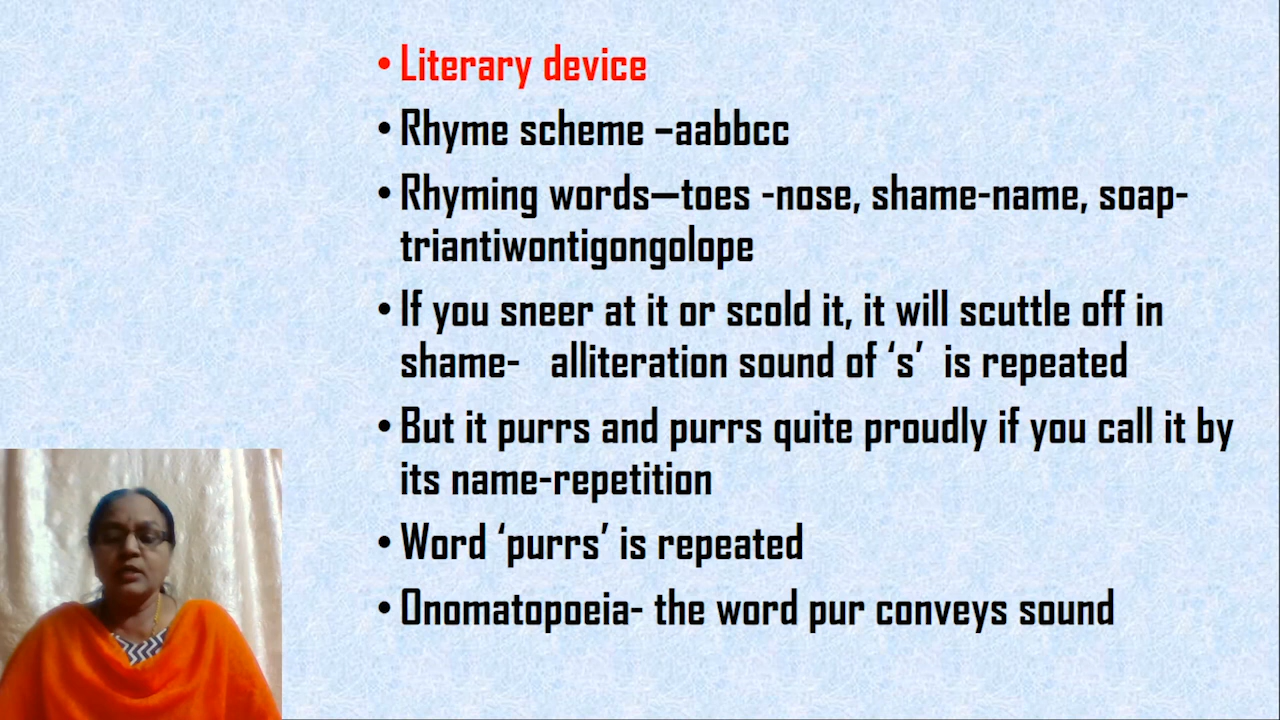 • Literary device
• Rhyme scheme –aabbcc
• Rhyming words—toes -nose, shame-name, soap-
triantiwontigongolope
• If you sneer at it or scold it, it will scuttle off in
shame-   alliteration sound of ‘s’  is repeated
• But it purrs and purrs quite proudly if you call it by
its name-repetition
• Word ‘purrs’ is repeated
• Onomatopoeia- the word pur conveys sound